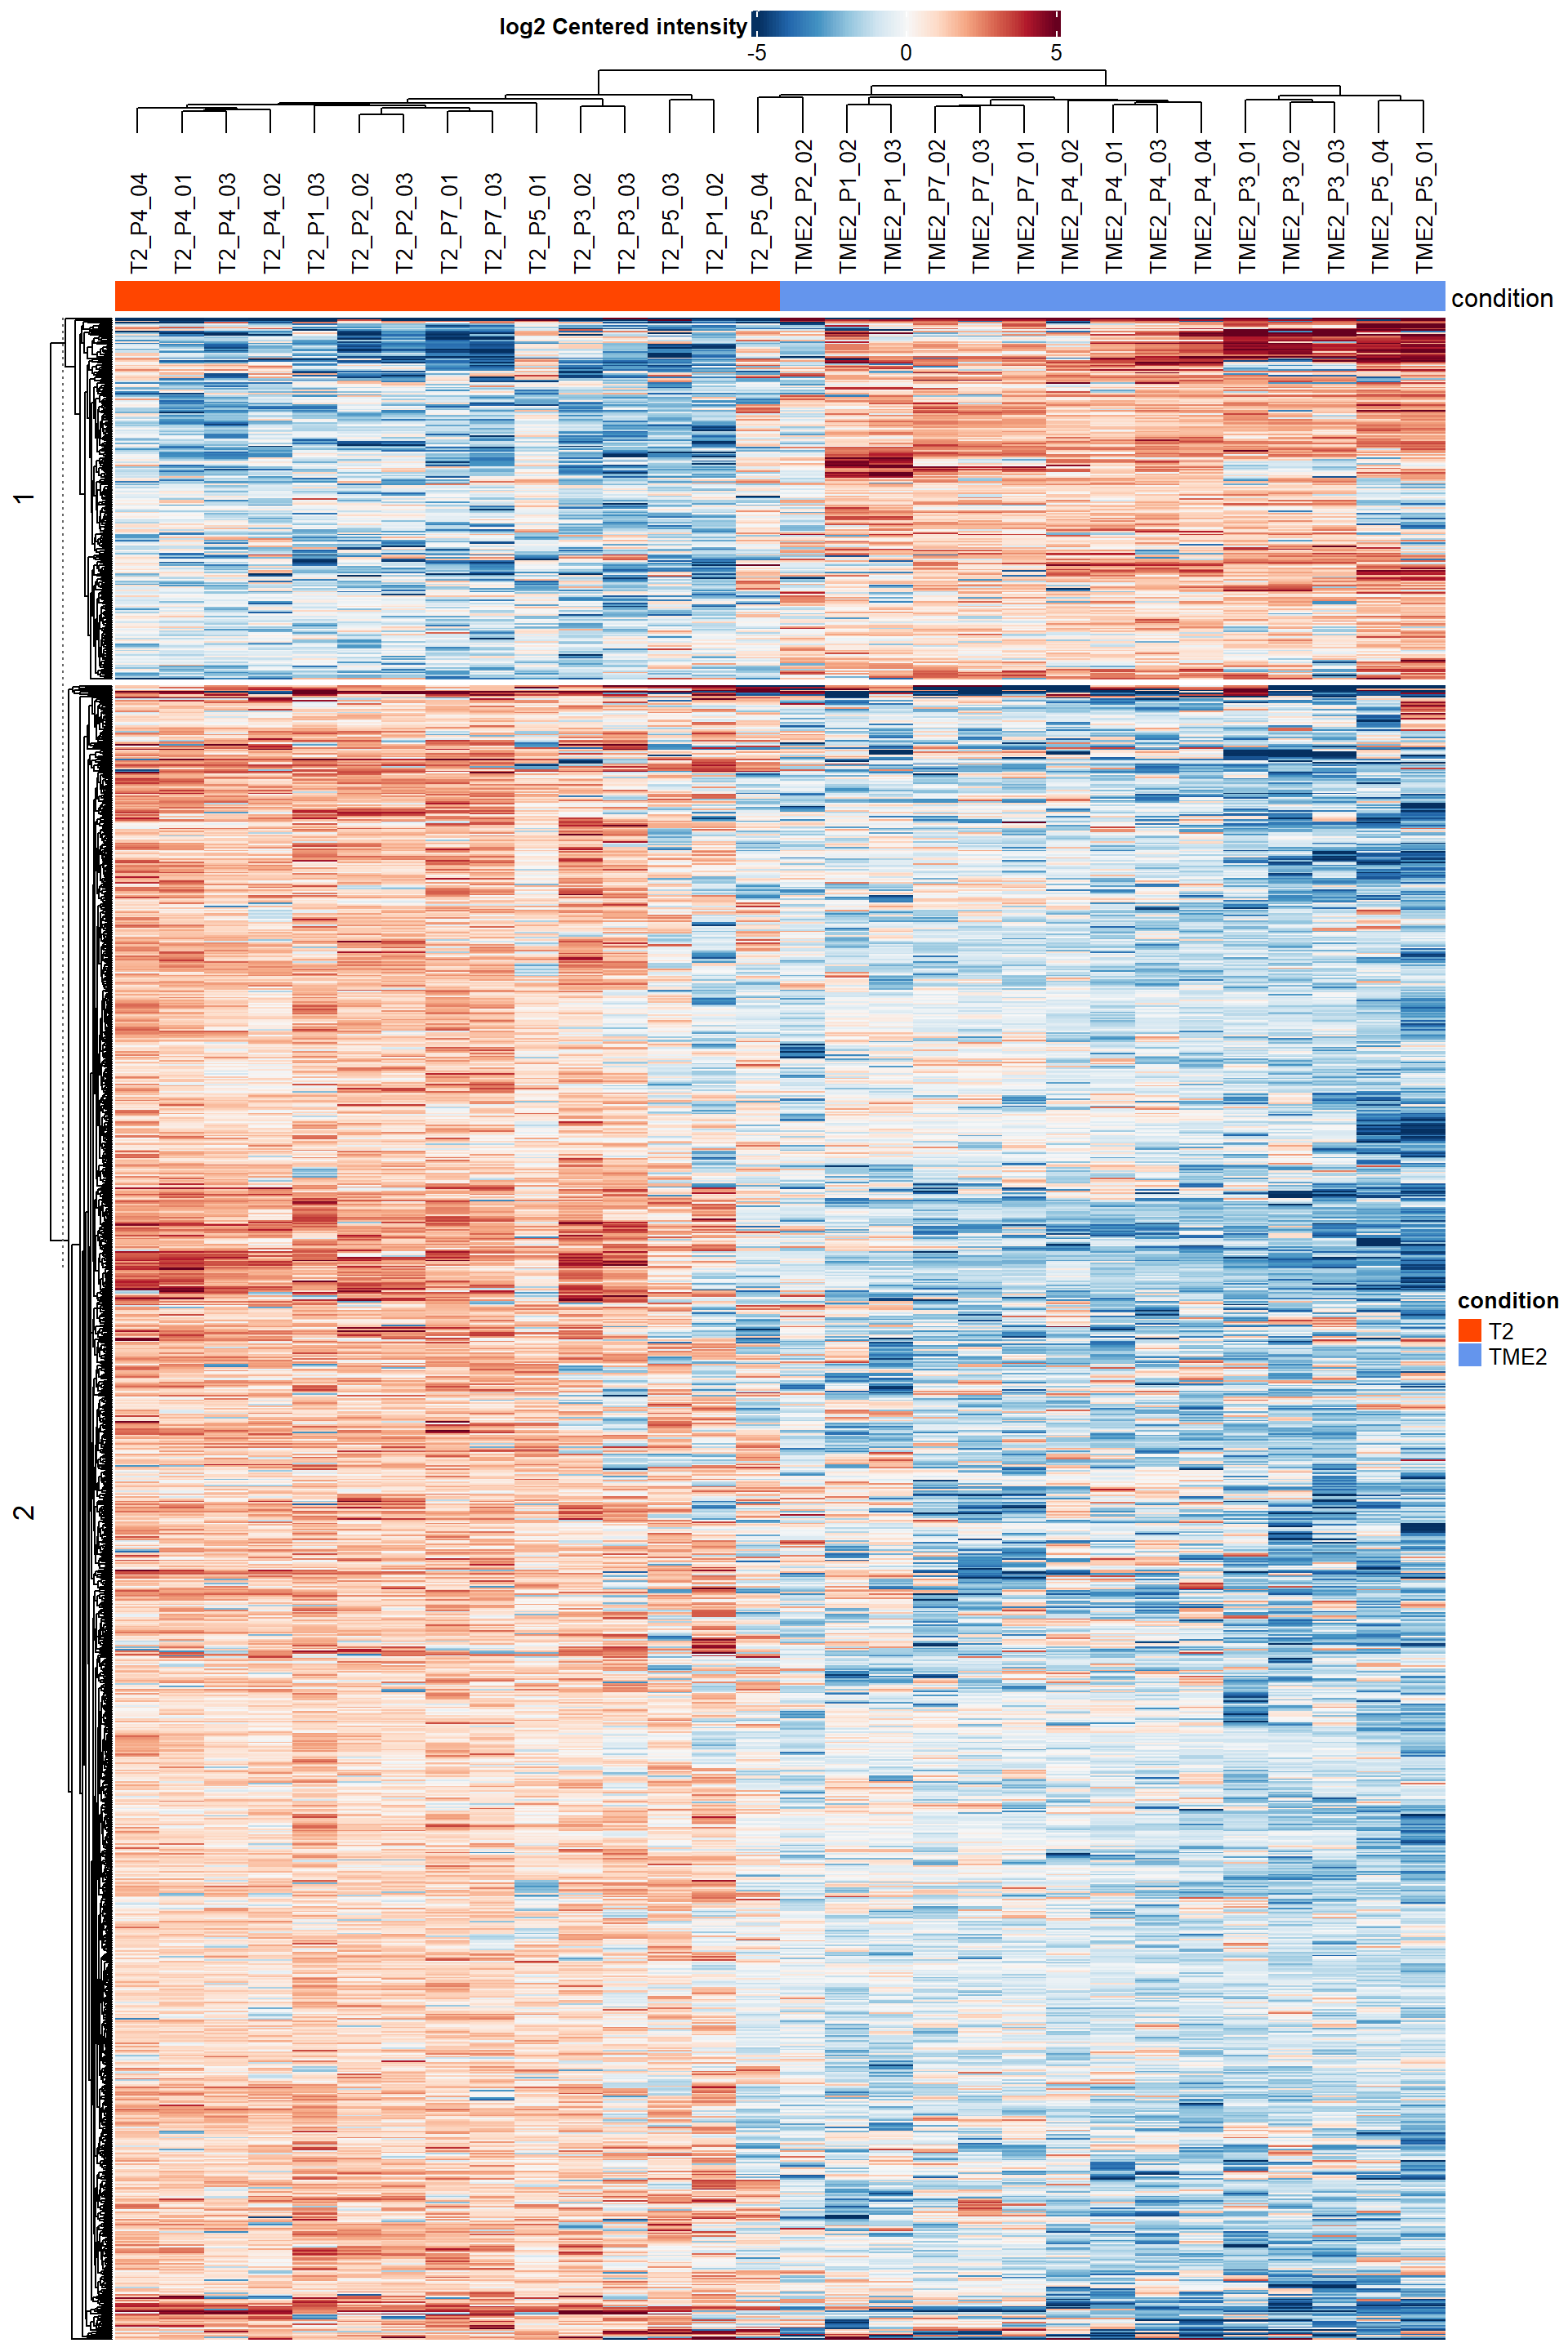 log2 Centered intensity
-5 0 5
T2_P4_04
T2_P4_01
T2_P4_03
T2_P4_02
T2_P1_03
T2_P2_02
T2_P2_03
T2_P7_01
T2_P7_03
T2_P5_01
T2_P3_02
T2_P3_03
T2_P5_03
T2_P1_02
T2_P5_04
TME2_P2_02
TME2_P1_02
TME2_P1_03
TME2_P7_02
TME2_P7_03
TME2_P7_01
TME2_P4_02
TME2_P4_01
TME2_P4_03
TME2_P4_04
TME2_P3_01
TME2_P3_02
TME2_P3_03
TME2_P5_04
TME2_P5_01
condition
1
2
condition
T2
TME2